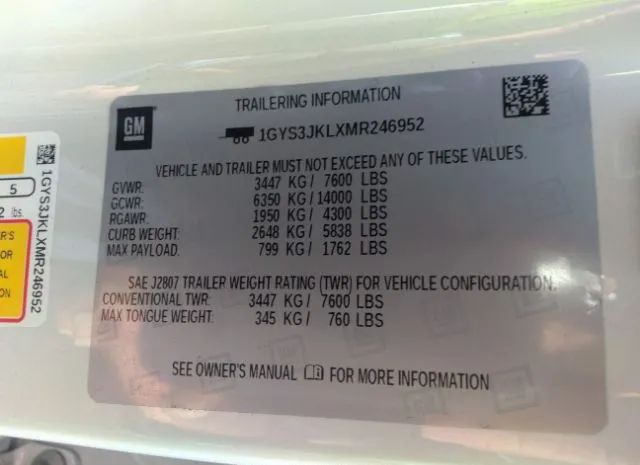 TRAILERING INFORMATION
GM
1GYS3JKLXMR246952
VEHICLE AND TRAILER MUST NOT EXCEED ANY OF THESE VALUES.
GVWR: 3447 KG/ 7600 LBS
GCWR: 6350 KG/ 14000 LBS
RGAWR: 1950 KG/ 4300 LBS
CURB WEIGHT: 2648 KG/ 5838 LBS
MAX PAYLOAD: 799 KG/ 1762 LBS
SAE J2807 TRAILER WEIGHT RATING (TWR) FOR VEHICLE CONFIGURATION.
CONVENTIONAL TWR: 3447 KG/ 7600 LBS
MAX TONGUE WEIGHT: 345 KG/ 760 LBS
SEE OWNER'S MANUAL FOR MORE INFORMATION
5
2 lbs.
1GYS3JKLXMR246952